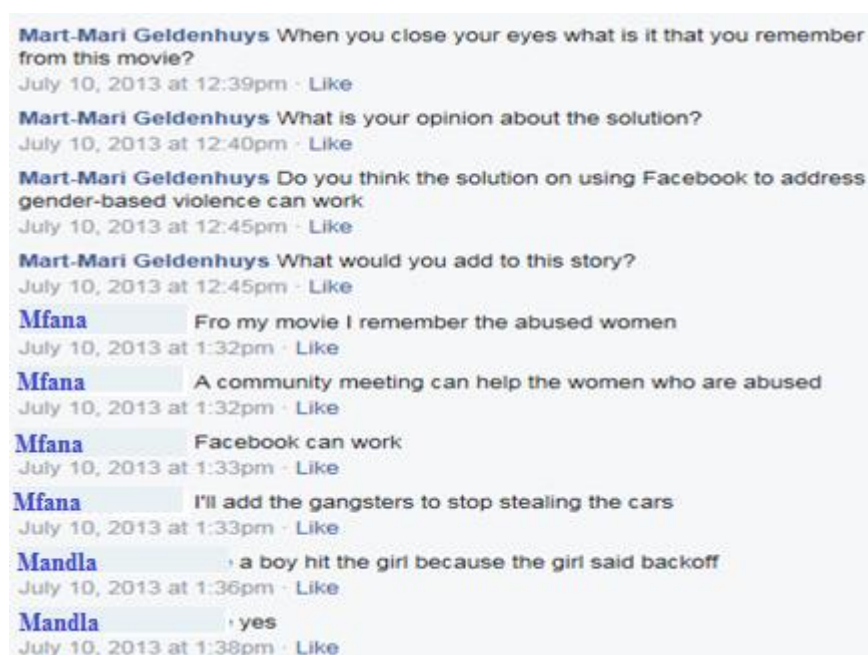 Mart-Mari Geldenhuys When you close your eyes what is it that you remember
from this movie?
July 10, 2013 at 12:39pm · Like
Mart-Mari Geldenhuys What is your opinion about the solution?
July 10, 2013 at 12:40pm · Like
Mart-Mari Geldenhuys Do you think the solution on using Facebook to address
gender-based violence can work
July 10, 2013 at 12:45pm · Like
Mart-Mari Geldenhuys What would you add to this story?
July 10, 2013 at 12:45pm · Like
Mfana Fro my movie I remember the abused women
July 10, 2013 at 1:32pm · Like
Mfana A community meeting can help the women who are abused
July 10, 2013 at 1:32pm · Like
Mfana Facebook can work
July 10, 2013 at 1:33pm · Like
Mfana I'll add the gangsters to stop stealing the cars
July 10, 2013 at 1:33pm · Like
Mandla a boy hit the girl because the girl said backoff
July 10, 2013 at 1:36pm · Like
Mandla yes
July 10, 2013 at 1:38pm · Like